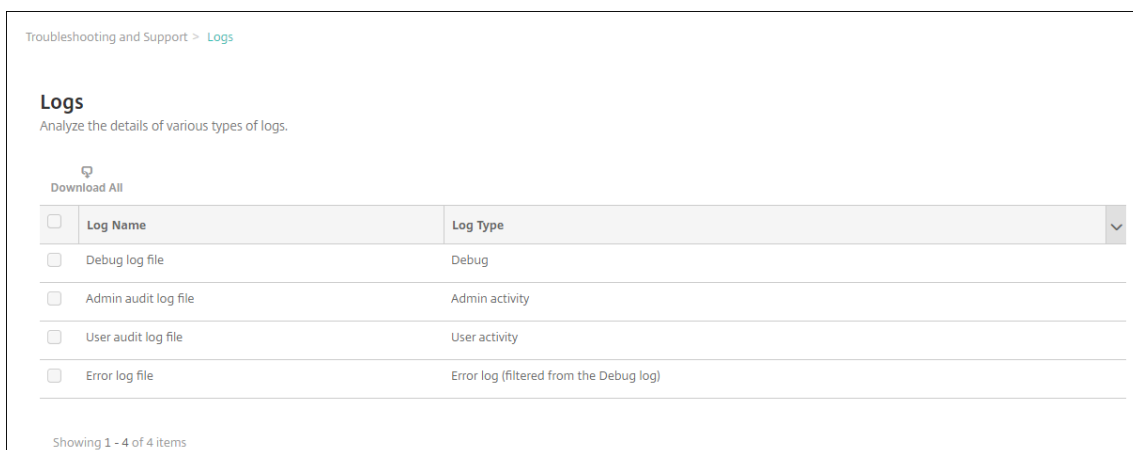 Troubleshooting and Support > Logs
Logs
Analyze the details of various types of logs.
Download All
Log Name Log Type
Debug log file Debug
Admin audit log file Admin activity
User audit log file User activity
Error log file Error log (filtered from the Debug log)
Showing 1 - 4 of 4 items